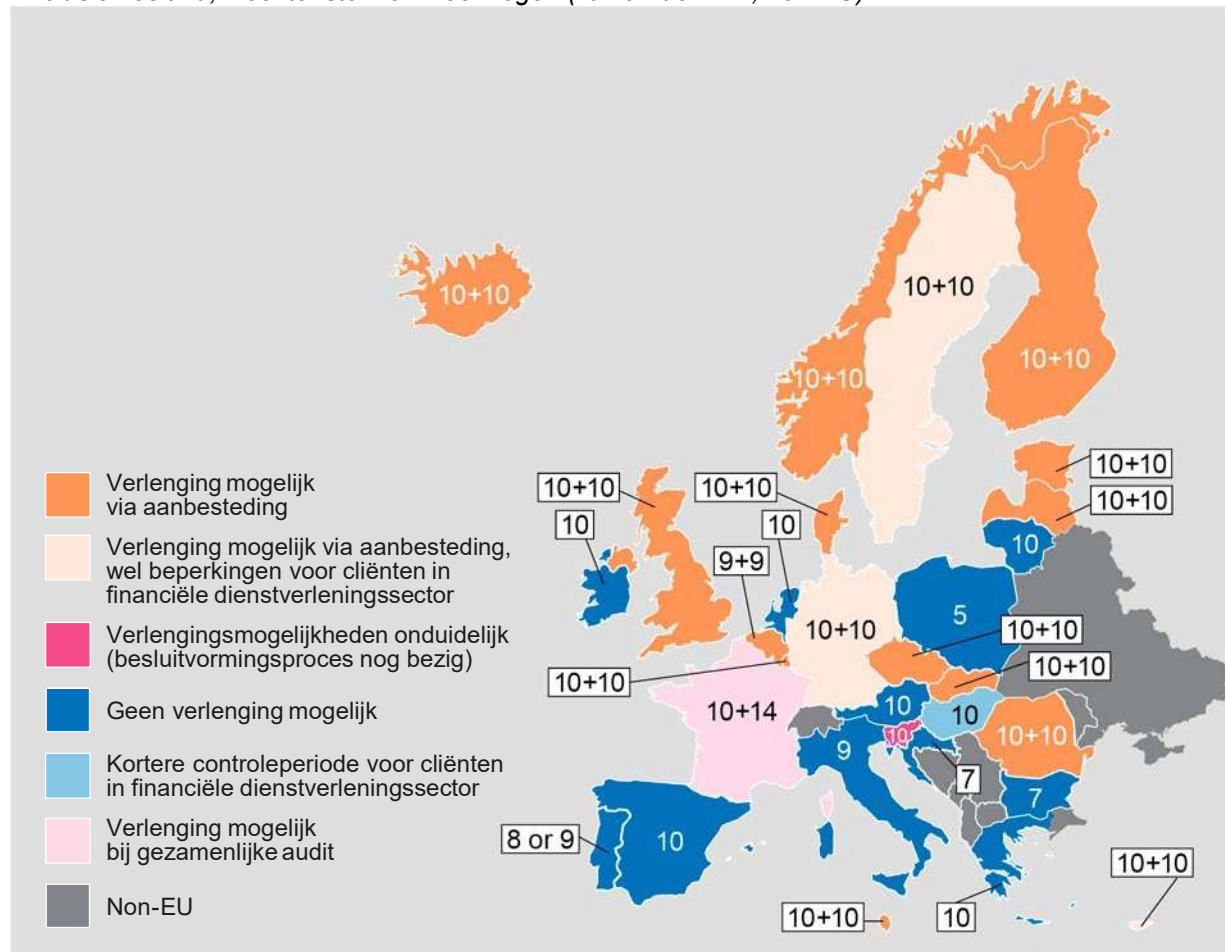 10+10
10+10
10+10
10+10
10+10
10+10
10+10
10+10
10
10
10
9+9
5
10+10
10+10
10+10
10+10
10+14
10
10
10
10+10
9
7
7
8 or 9
10
10+10
10+10
10
Verlenging mogelijk
via aanbesteding
Verlenging mogelijk via aanbesteding,
wel beperkingen voor cliënten in
financiële dienstverleningssector
Verlengingsmogelijkheden onduidelijk
(besluitvormingsproces nog bezig)
Geen verlenging mogelijk
Kortere controleperiode voor cliënten
in financiële dienstverleningssector
Verlenging mogelijk
bij gezamenlijke audit
Non-EU